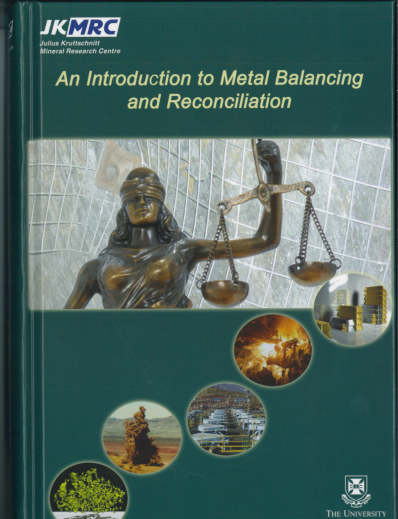 JKMRC
Julius Kruttschnitt
Mineral Research Centre
An Introduction to Metal Balancing
and Reconciliation
THE UNIVERSITY